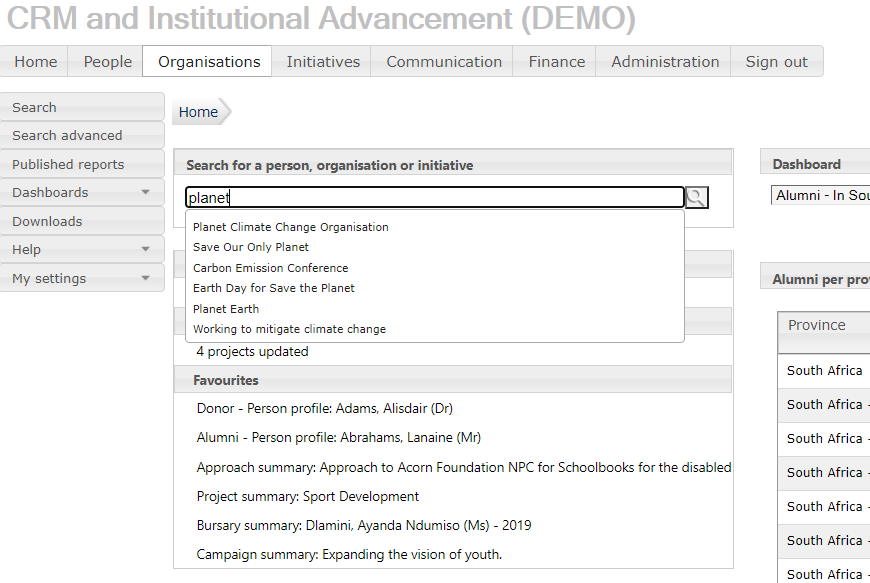 CRM and Institutional Advancement (DEMO)
Home People Organisations Initiatives Communication Finance Administration Sign out
Search
Search advanced
Published reports
Dashboards
Downloads
Help
My settings
Home
Search for a person, organisation or initiative
planet
Planet Climate Change Organisation
Save Our Only Planet
Carbon Emission Conference
Earth Day for Save the Planet
Planet Earth
Working to mitigate climate change
4 projects updated
Favourites
Donor - Person profile: Adams, Alisdair (Dr)
Alumni - Person profile: Abrahams, Lanaine (Mr)
Approach summary: Approach to Acorn Foundation NPC for Schoolbooks for the disabled
Project summary: Sport Development
Bursary summary: Dlamini, Ayanda Ndumiso (Ms) - 2019
Campaign summary: Expanding the vision of youth.
Dashboard
Alumni - In Sou
Alumni per prov
Province
South Africa
South Africa -
South Africa -
South Africa -
South Africa -
South Africa -
South Africa -